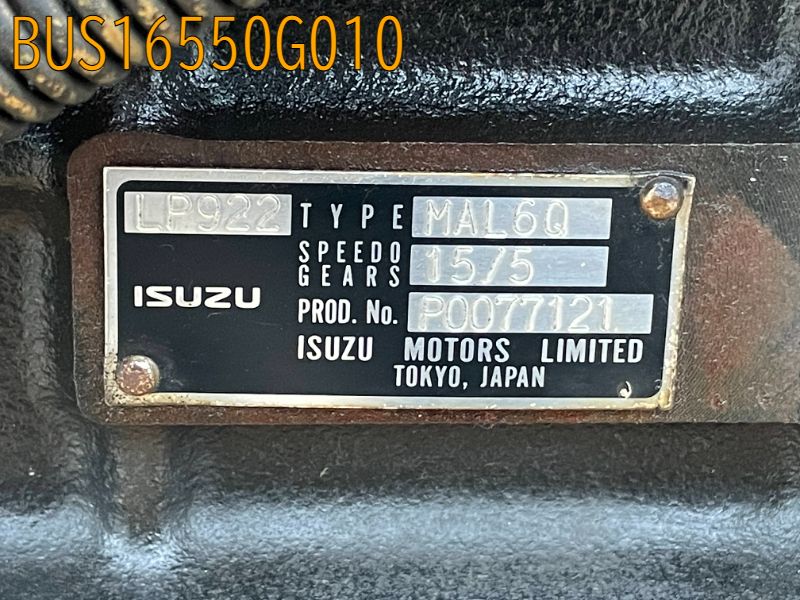 BUS16550G010
LP922 TYPE MAL6Q
SPEEDO GEARS 15/5
ISUZU PROD. No. P0077121
ISUZU MOTORS LIMITED
TOKYO, JAPAN